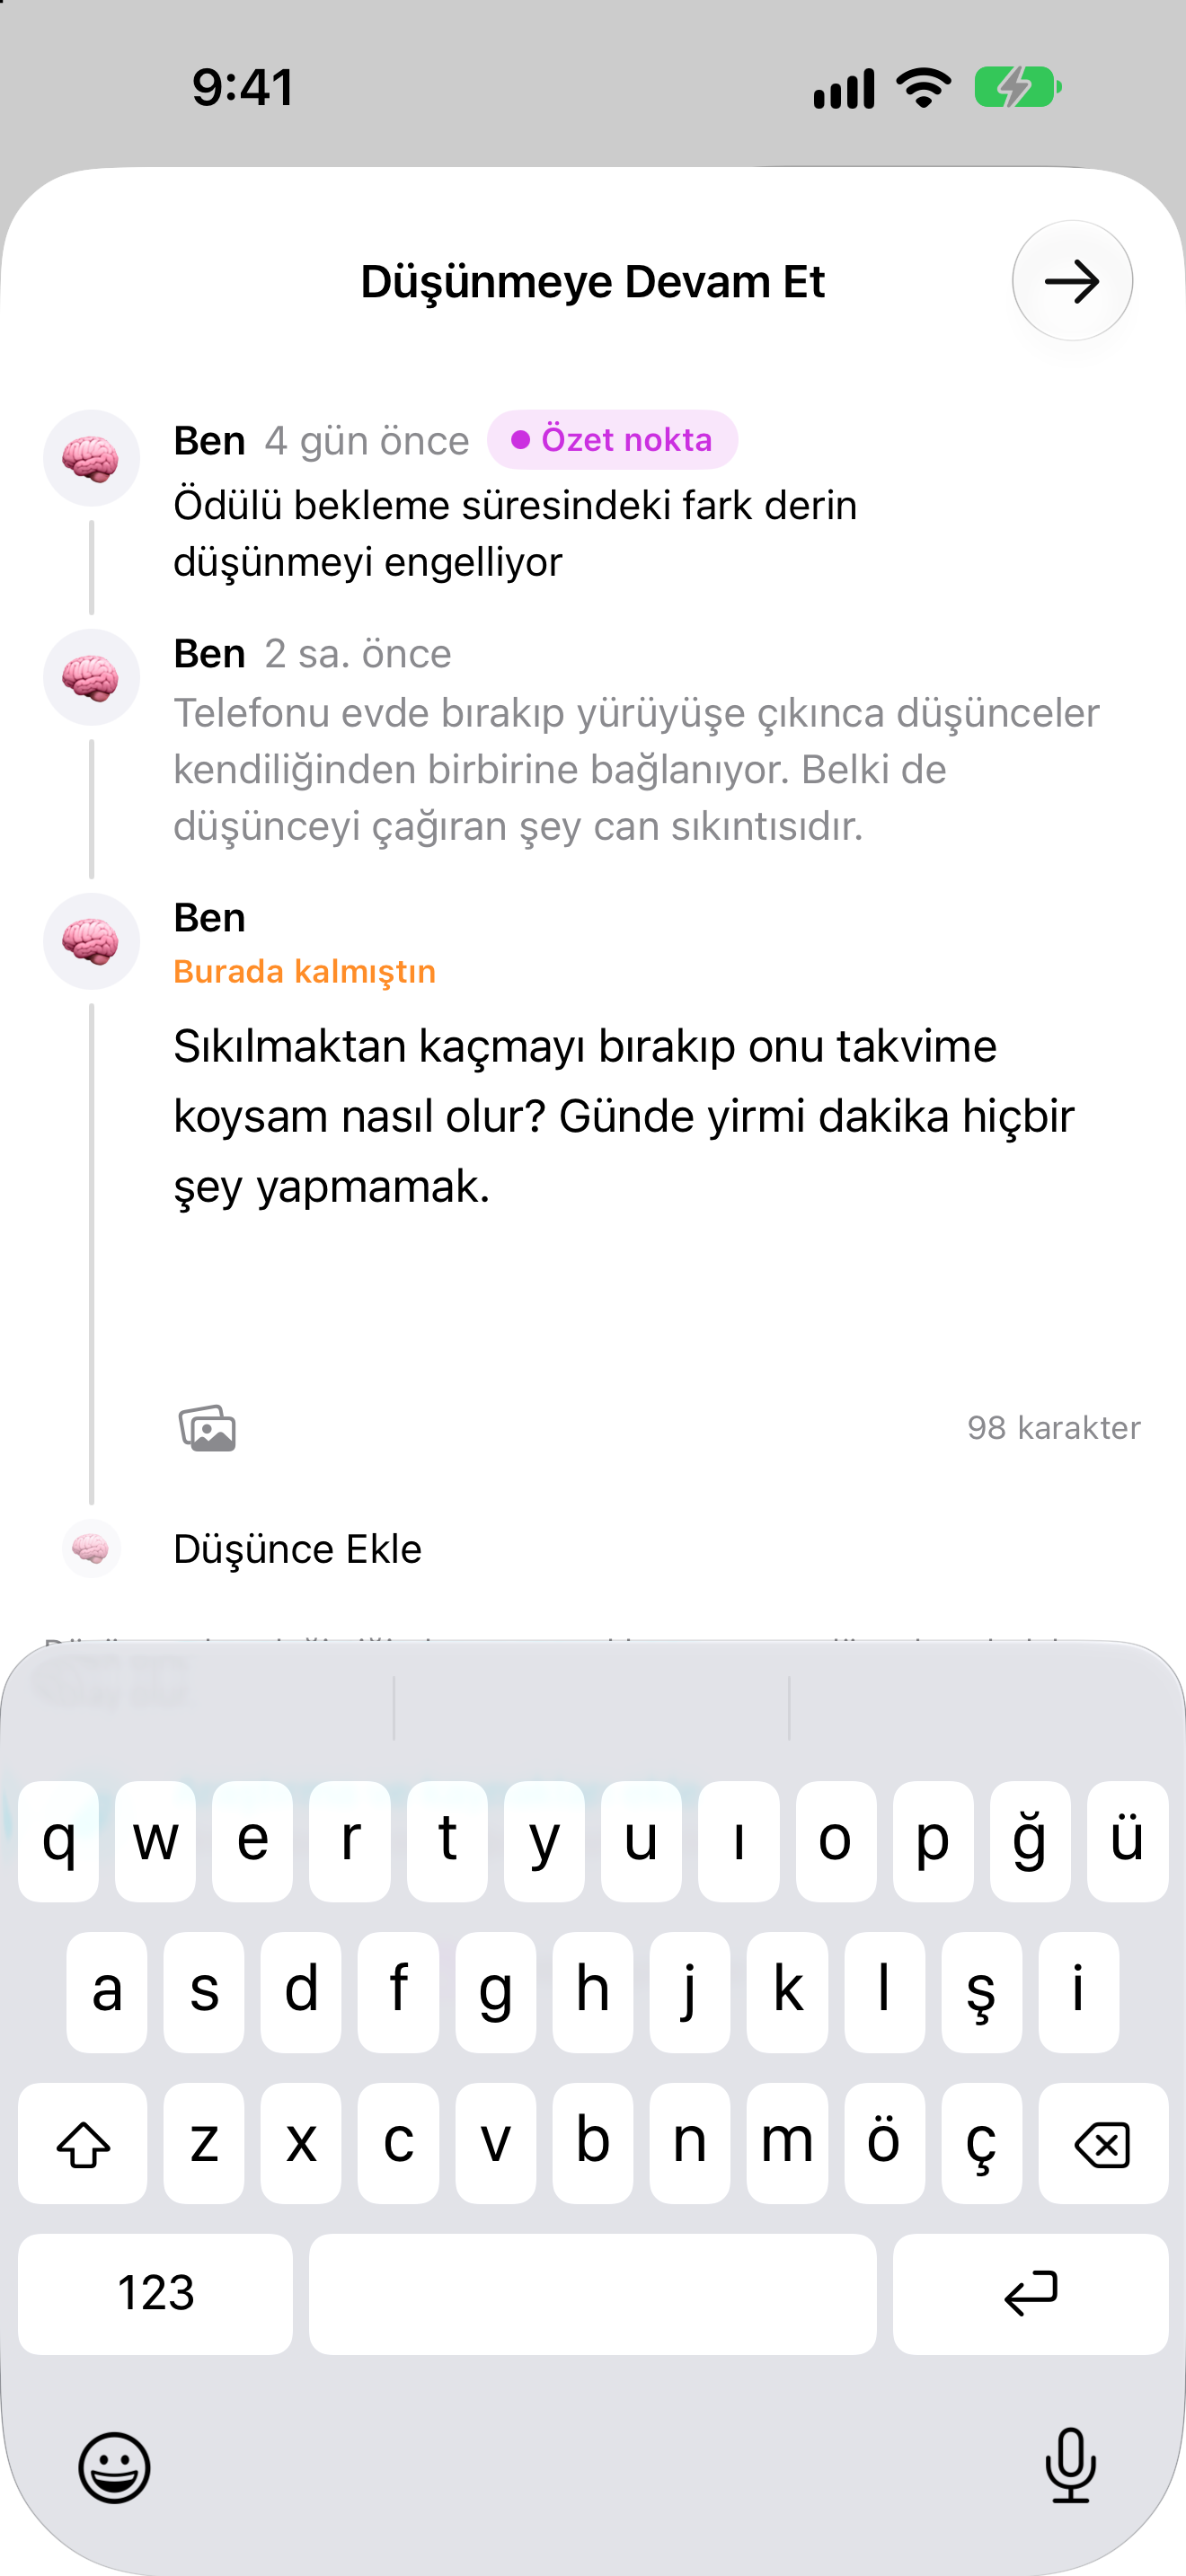 9:41
Düşünmeye Devam Et
Ben 4 gün önce Özet nokta
Ödülü bekleme süresindeki fark derin
düşünmeyi engelliyor
Ben 2 sa. önce
Telefonu evde bırakıp yürüyüşe çıkınca düşünceler
kendiliğinden birbirine bağlanıyor. Belki de
düşünceyi çağıran şey can sıkıntısıdır.
Ben
Burada kalmıştın
Sıkılmaktan kaçmayı bırakıp onu takvime
koysam nasıl olur? Günde yirmi dakika hiçbir
şey yapmamak.
98 karakter
Düşünce Ekle
q w e r t y u ı o p ğ ü
a s d f g h j k l ş i
z x c v b n m ö ç
123